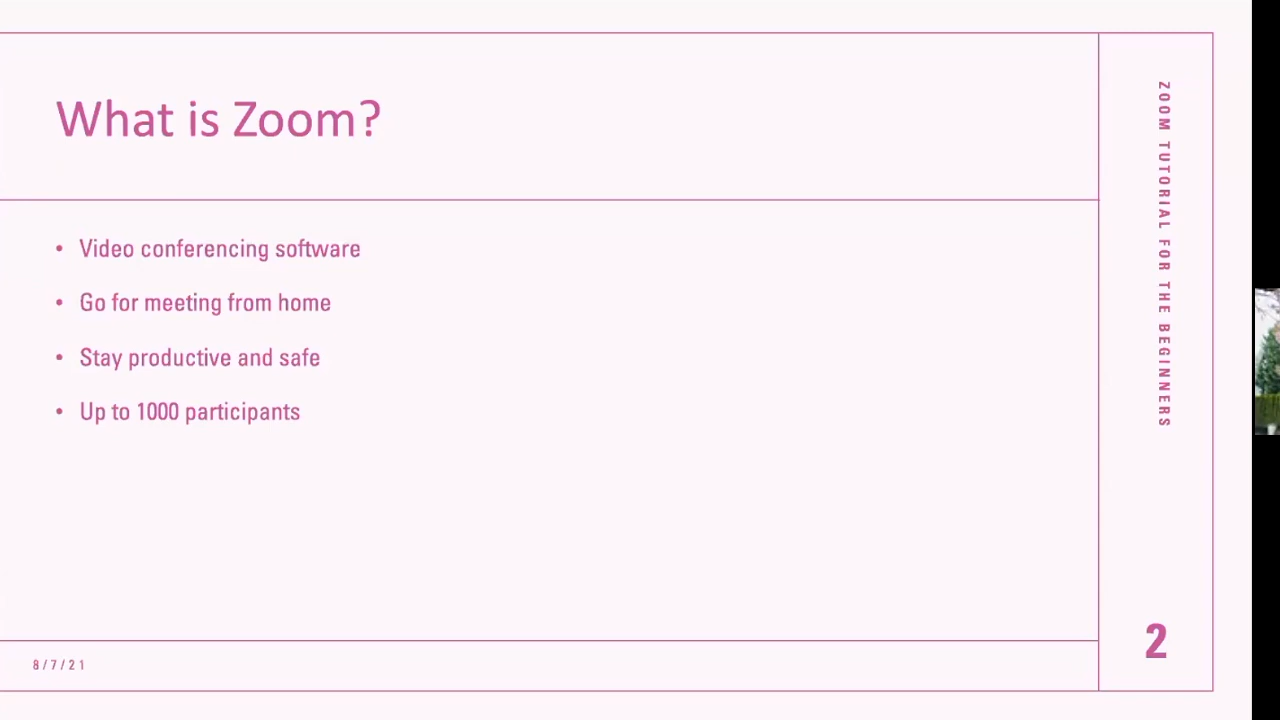 What is Zoom?
• Video conferencing software
• Go for meeting from home
• Stay productive and safe
• Up to 1000 participants
ZOOM TUTORIAL FOR THE BEGINNERS
8/7/21
2